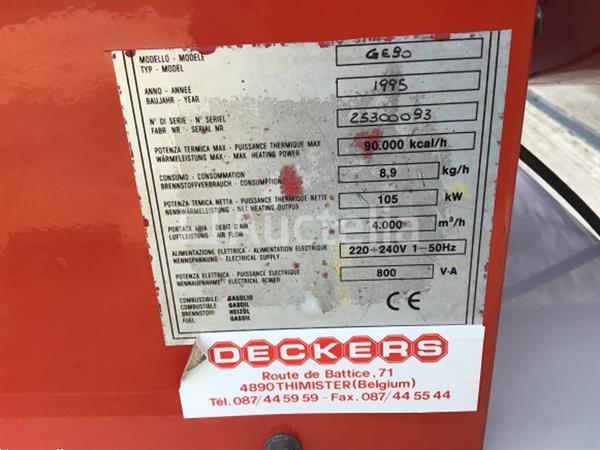 MODELLO - MODELE
TYP - MODEL
GE90
ANNO - ANNEE
BAUJAHR - YEAR
1995
N° DI SERIE - N° SERIEL
FABR. NR. - SERIAL NR.
25300093
POTENZA TERMICA MAX - PUISSANCE THERMIQUE MAX
WÄRMELEISTUNG MAX - MAX. HEATING POWER
90.000 kcal/h
CONSUMO - CONSOMMATION
BRENNSTOFFVERBRAUCH - CONSUMPTION
8,9 kg/h
POTENZA TEMICA NETTA - PUISSANCE THERMIQUE NETTE
NENNWÄRMELEISTUNG - NET HEATING OUTPUT
105 kW
PORTATA ARIA - DEBIT D'AIR
LUFTLEISTUNG - AIR FLOW
4.000 m³/h
Auctelia
ALIMENTAZIONE ELETTRICA - ALIMENTATION ELECTRIQUE
NENNSPANNUNG - ELECTRICAL SUPPLY
220÷240V 1~50Hz
POTENZA ELETTRICA - PUISSANCE ELECTRIQUE
NENNAUFNAHME - ELECTRICAL POWER
800 V·A
COMBUSTIBILE: GASOLIO
COMBUSTIBLE: GASOIL
BRENNSTOFF: HEIZÖL
FUEL: GASOIL
CE
DECKERS
Route de Battice, 71
4890THIMISTER(Belgium)
Tél. 087/44 59 59 - Fax. 087/44 55 44